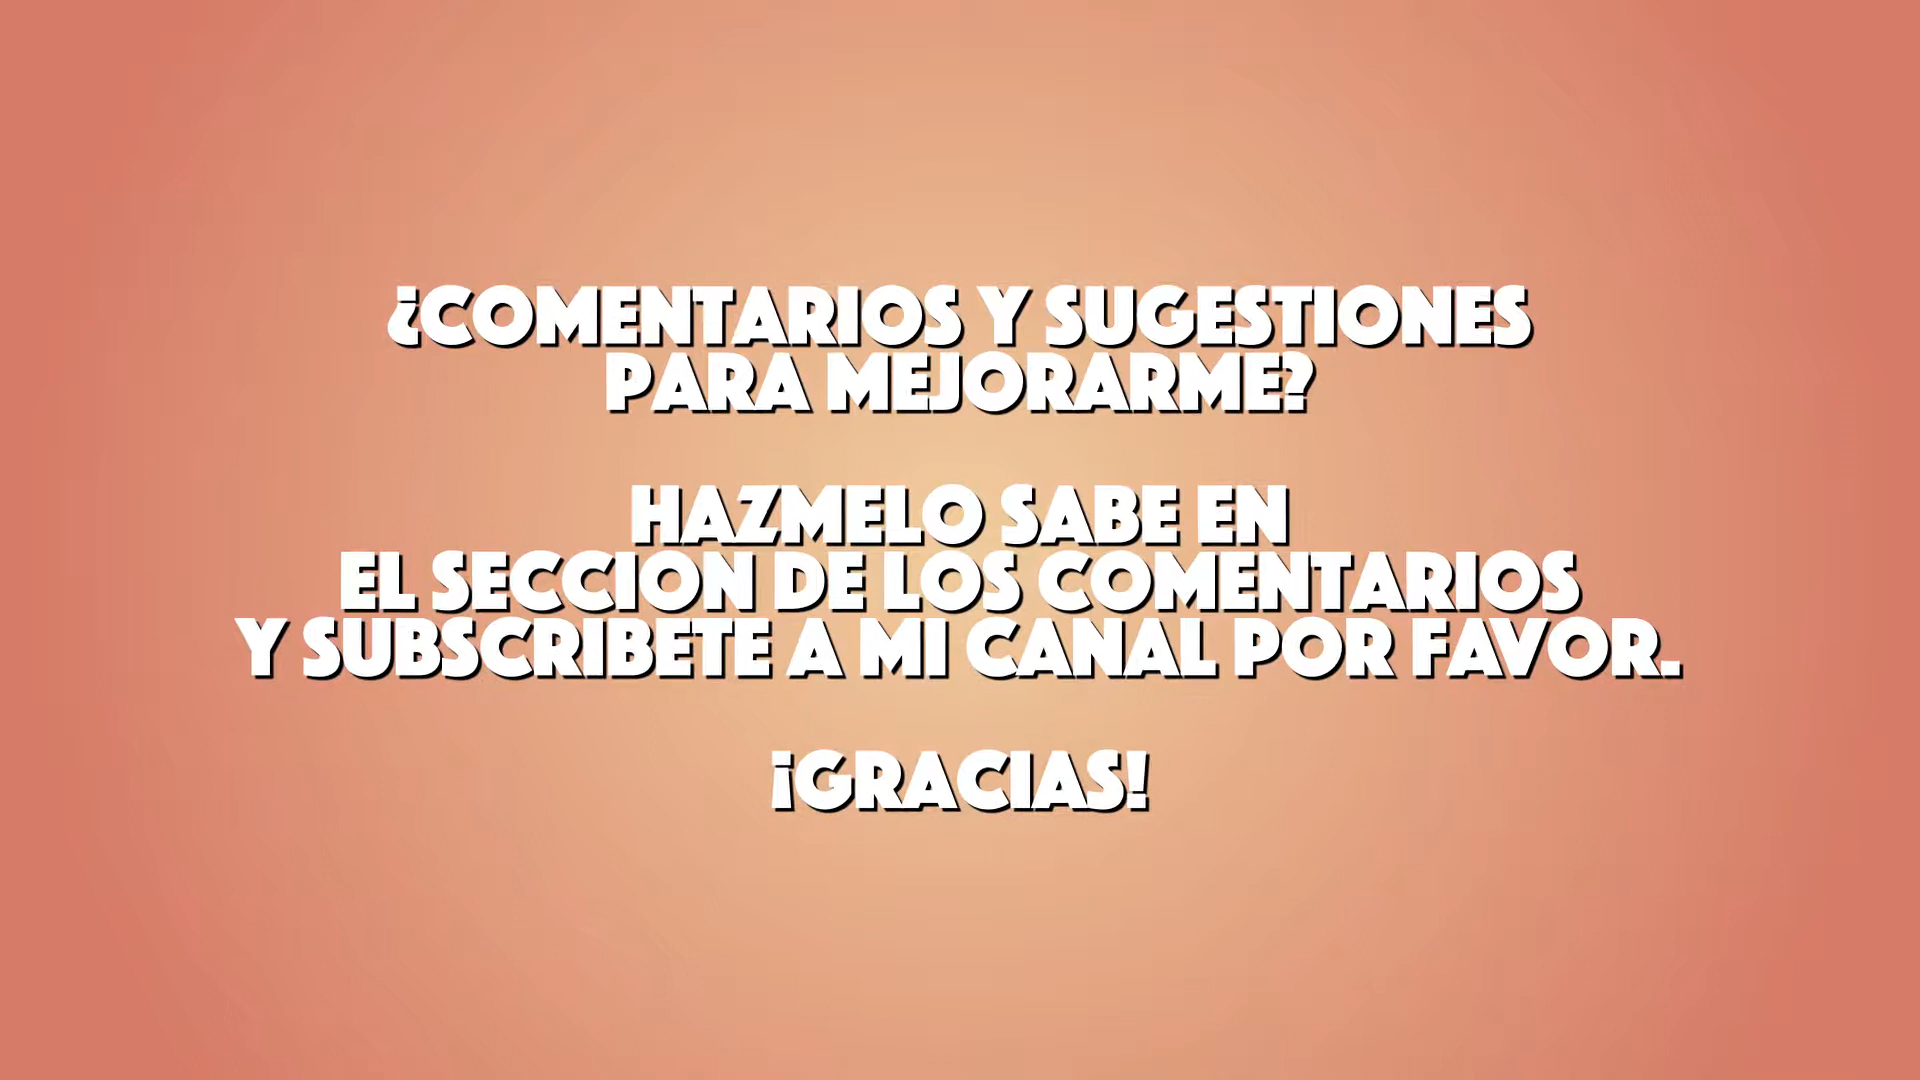 ¿COMENTARIOS Y SUGESTIONES
PARA MEJORARME?
HAZMELO SABE EN
EL SECCION DE LOS COMENTARIOS
Y SUBSCRIBETE A MI CANAL POR FAVOR.
¡GRACIAS!